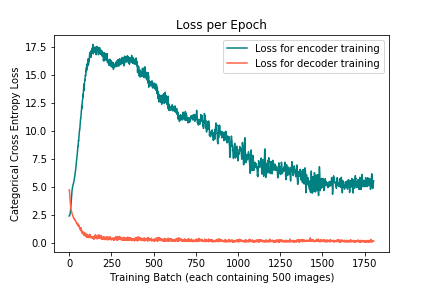 Loss per Epoch
Loss for encoder training
Loss for decoder training
Categorical Cross Entropy Loss
17.5
15.0
12.5
10.0
7.5
5.0
2.5
0.0
0 250 500 750 1000 1250 1500 1750
Training Batch (each containing 500 images)